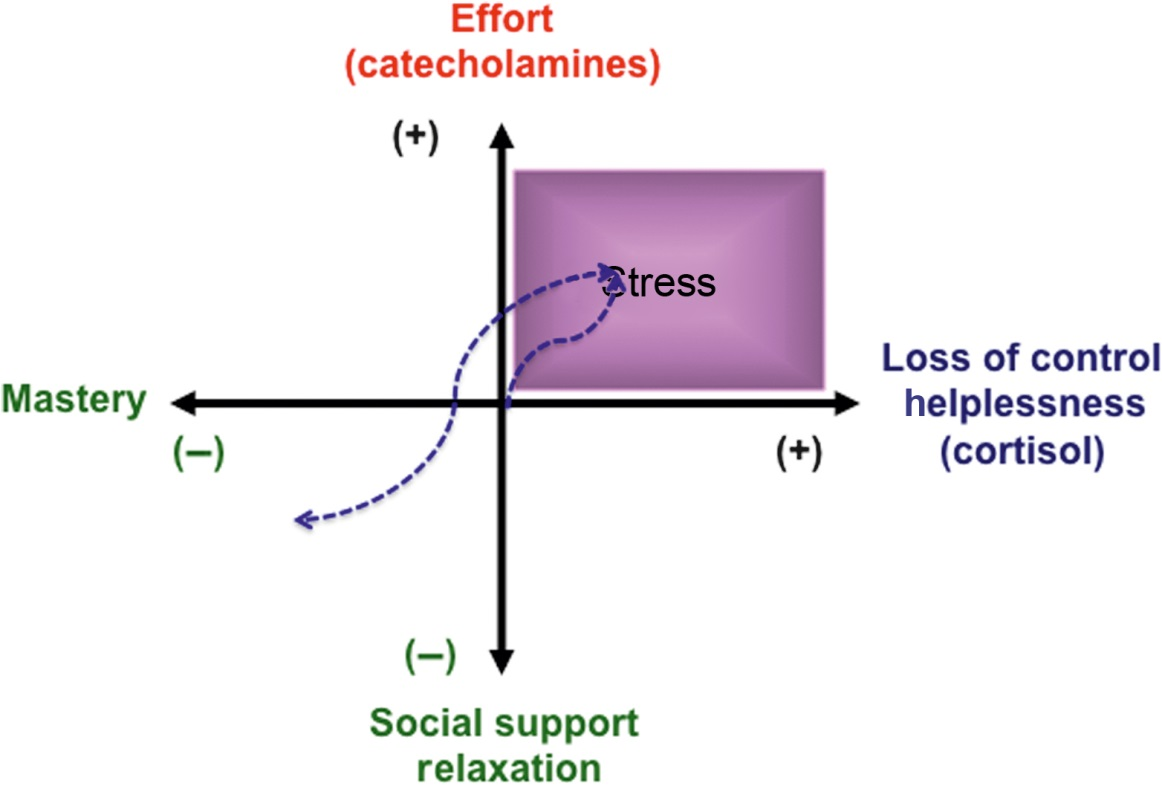 Effort
(catecholamines)
(+)
Stress
Mastery
Loss of control
helplessness
(cortisol)
(–)
(+)
(–)
Social support
relaxation